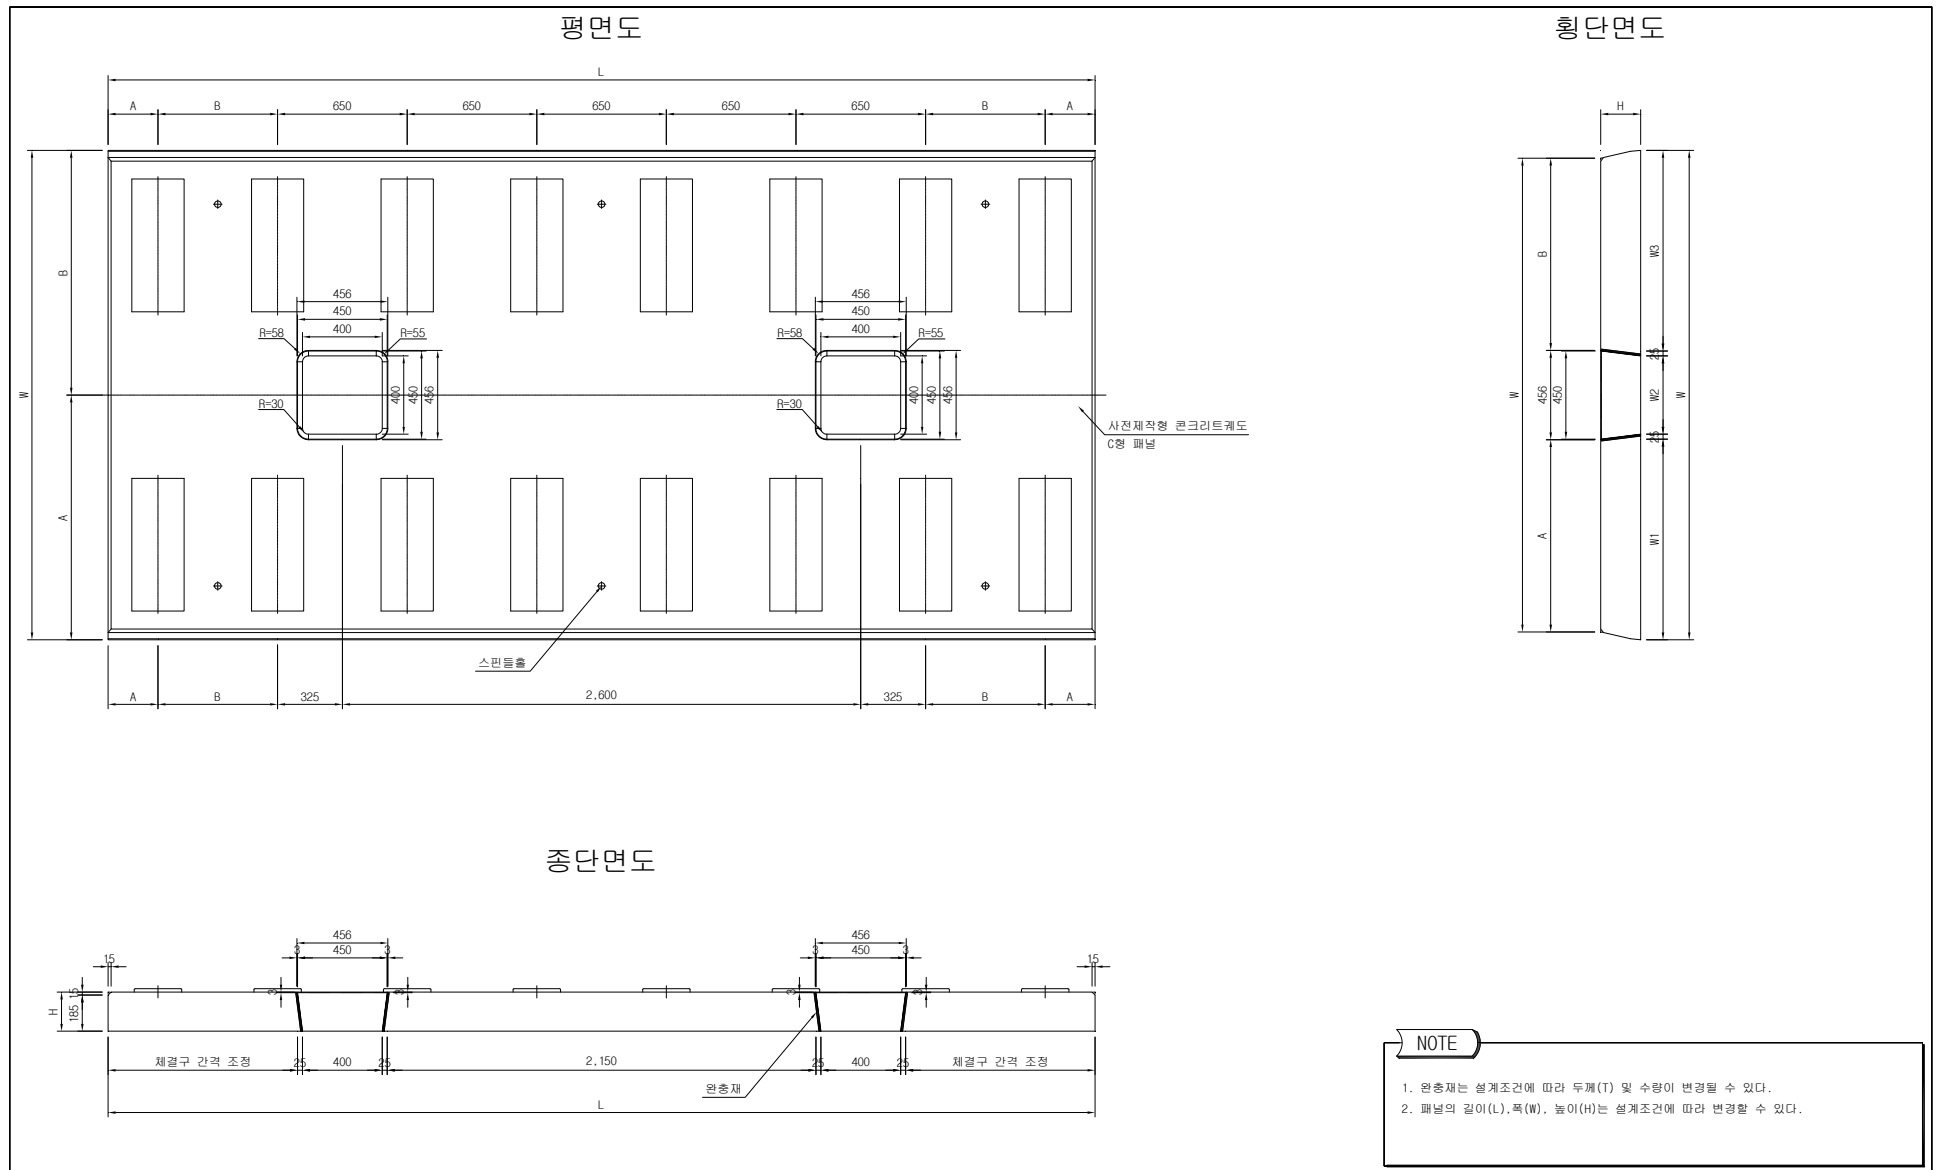 평면도
횡단면도
L
A B 650 650 650 650 650 B A
H
B
A
W
456
450
400
R=58
R=55
R=30
400
450
456
456
450
400
R=58
R=55
R=30
400
450
456
사전제작형 콘크리트궤도
C형 패널
스핀들홀
A B 325 2,600 325 B A
W
B
456
450
A
W3
25
W2
25
W1
W
종단면도
456
3 450 3
456
3 450 3
15
15
3
3
3
3
H
15
185
체결구 간격 조정 25 400 25 2,150 25 400 25 체결구 간격 조정
완충재
L
NOTE
1. 완충재는 설계조건에 따라 두께(T) 및 수량이 변경될 수 있다.
2. 패널의 길이(L),폭(W), 높이(H)는 설계조건에 따라 변경할 수 있다.